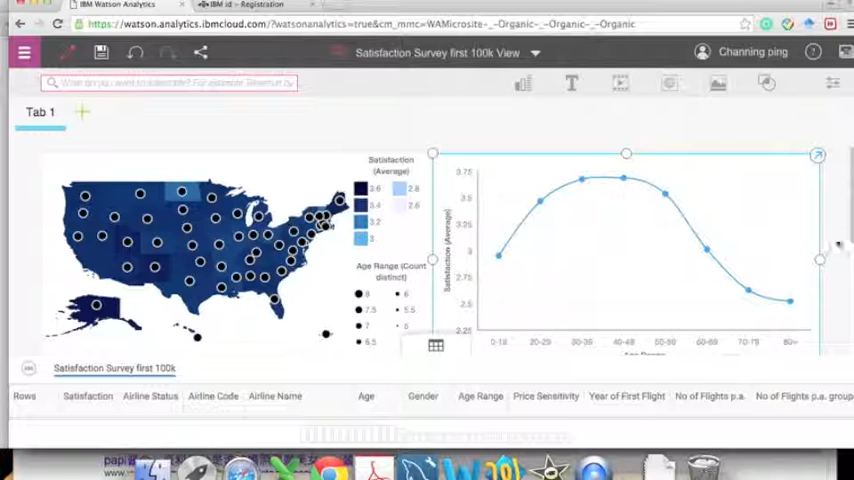 IBM Watson Analytics
IBM id :- Registration
https://watson.analytics.ibmcloud.com/?watsonanalytics=true&cm_mmc=WAMicrosite-_-Organic-_-Organic-_-Organic
Satisfaction Survey first 100k View
Channing ping
Tab 1
Satisfaction
(Average)
3.6
3.4
3.2
3
2.8
2.6
Age Range (Count
distinct)
8
7.5
7
6.5
6
5.5
Satisfaction (Average)
3.75
3.5
3.25
3
2.75
2.5
2.25
0-18
20-29
30-39
40-49
50-59
60-69
70-79
80+
Age Range
Satisfaction Survey first 100k
Rows Satisfaction Airline Status Airline Code Airline Name Age Gender Age Range Price Sensitivity Year of First Flight No of Flights p.a. No of Flights p.a. group